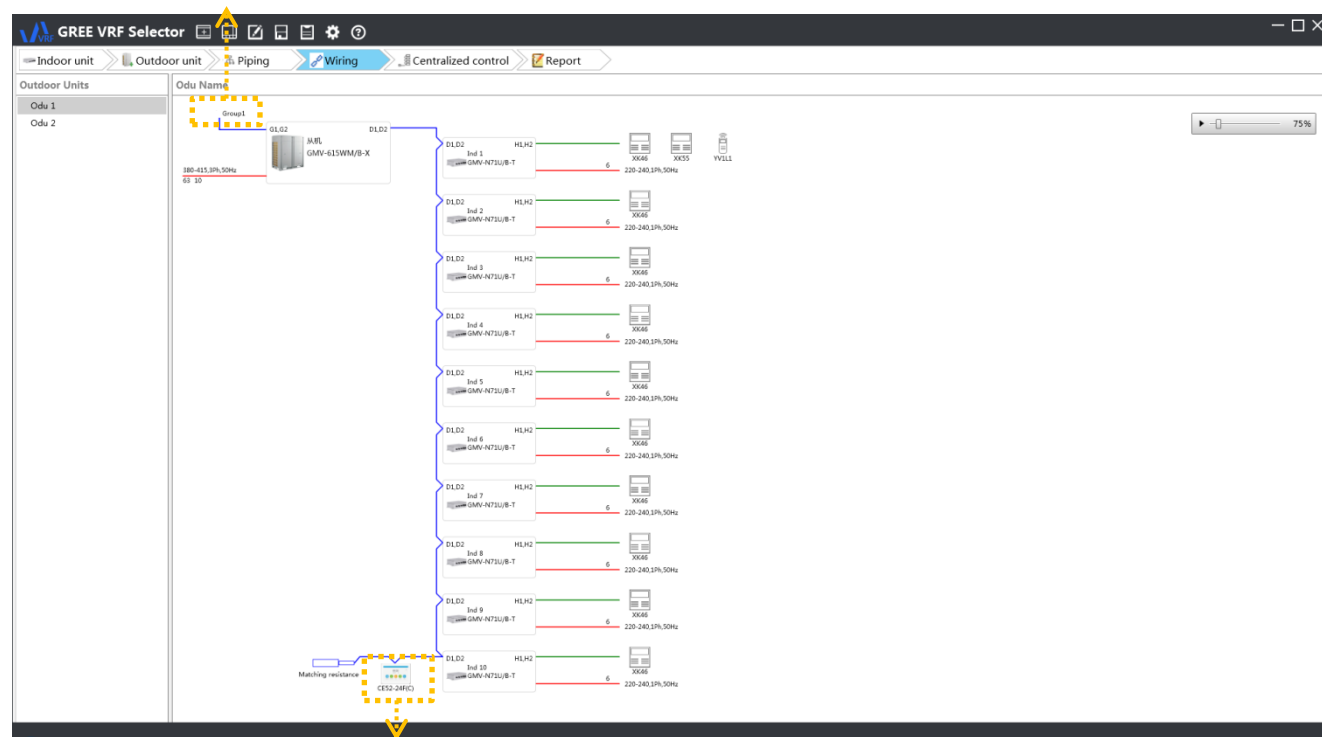 VRF
GREE VRF Selector
Indoor unit
Outdoor unit
Piping
Wiring
Centralized control
Report
Outdoor Units
Odu Name
Odu 1
Odu 2
75%
Group1
G1,G2 D1,D2
从机
GMV-615WM/B-X
380-415,3Ph,50Hz
63 10
D1,D2 H1,H2
Ind 1
GMV-N71U/B-T
6
XK46 XK55 YV1L1
220-240,1Ph,50Hz
D1,D2 H1,H2
Ind 2
GMV-N71U/B-T
6
XK46
220-240,1Ph,50Hz
D1,D2 H1,H2
Ind 3
GMV-N71U/B-T
6
XK46
220-240,1Ph,50Hz
D1,D2 H1,H2
Ind 4
GMV-N71U/B-T
6
XK46
220-240,1Ph,50Hz
D1,D2 H1,H2
Ind 5
GMV-N71U/B-T
6
XK46
220-240,1Ph,50Hz
D1,D2 H1,H2
Ind 6
GMV-N71U/B-T
6
XK46
220-240,1Ph,50Hz
D1,D2 H1,H2
Ind 7
GMV-N71U/B-T
6
XK46
220-240,1Ph,50Hz
D1,D2 H1,H2
Ind 8
GMV-N71U/B-T
6
XK46
220-240,1Ph,50Hz
D1,D2 H1,H2
Ind 9
GMV-N71U/B-T
6
XK46
220-240,1Ph,50Hz
D1,D2 H1,H2
Ind 10
GMV-N71U/B-T
6
XK46
220-240,1Ph,50Hz
Matching resistance
CE52-24F(C)